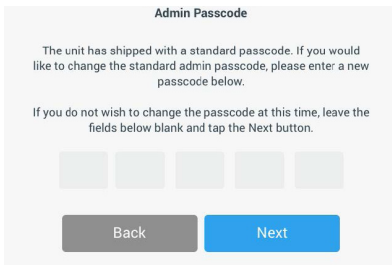 Admin Passcode
The unit has shipped with a standard passcode. If you would
like to change the standard admin passcode, please enter a new
passcode below.
If you do not wish to change the passcode at this time, leave the
fields below blank and tap the Next button.
Back
Next